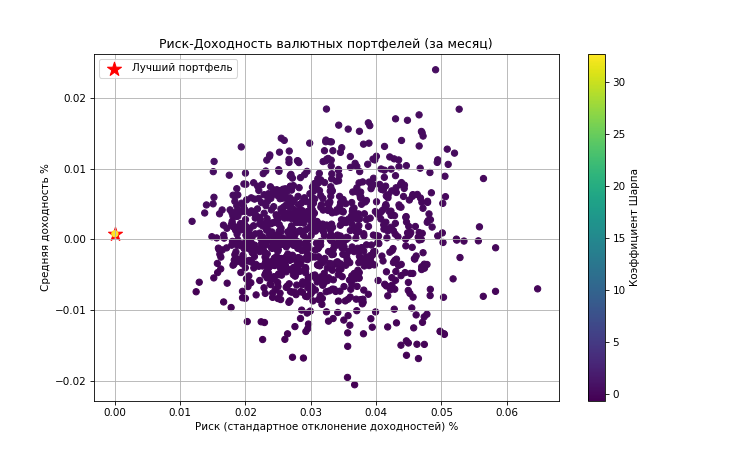 Риск-Доходность валютных портфелей (за месяц)
Лучший портфель
Средняя доходность %
0.02
0.01
0.00
−0.01
−0.02
0.00 0.01 0.02 0.03 0.04 0.05 0.06
Риск (стандартное отклонение доходностей) %
30
25
20
15
10
5
0
Коэффициент Шарпа